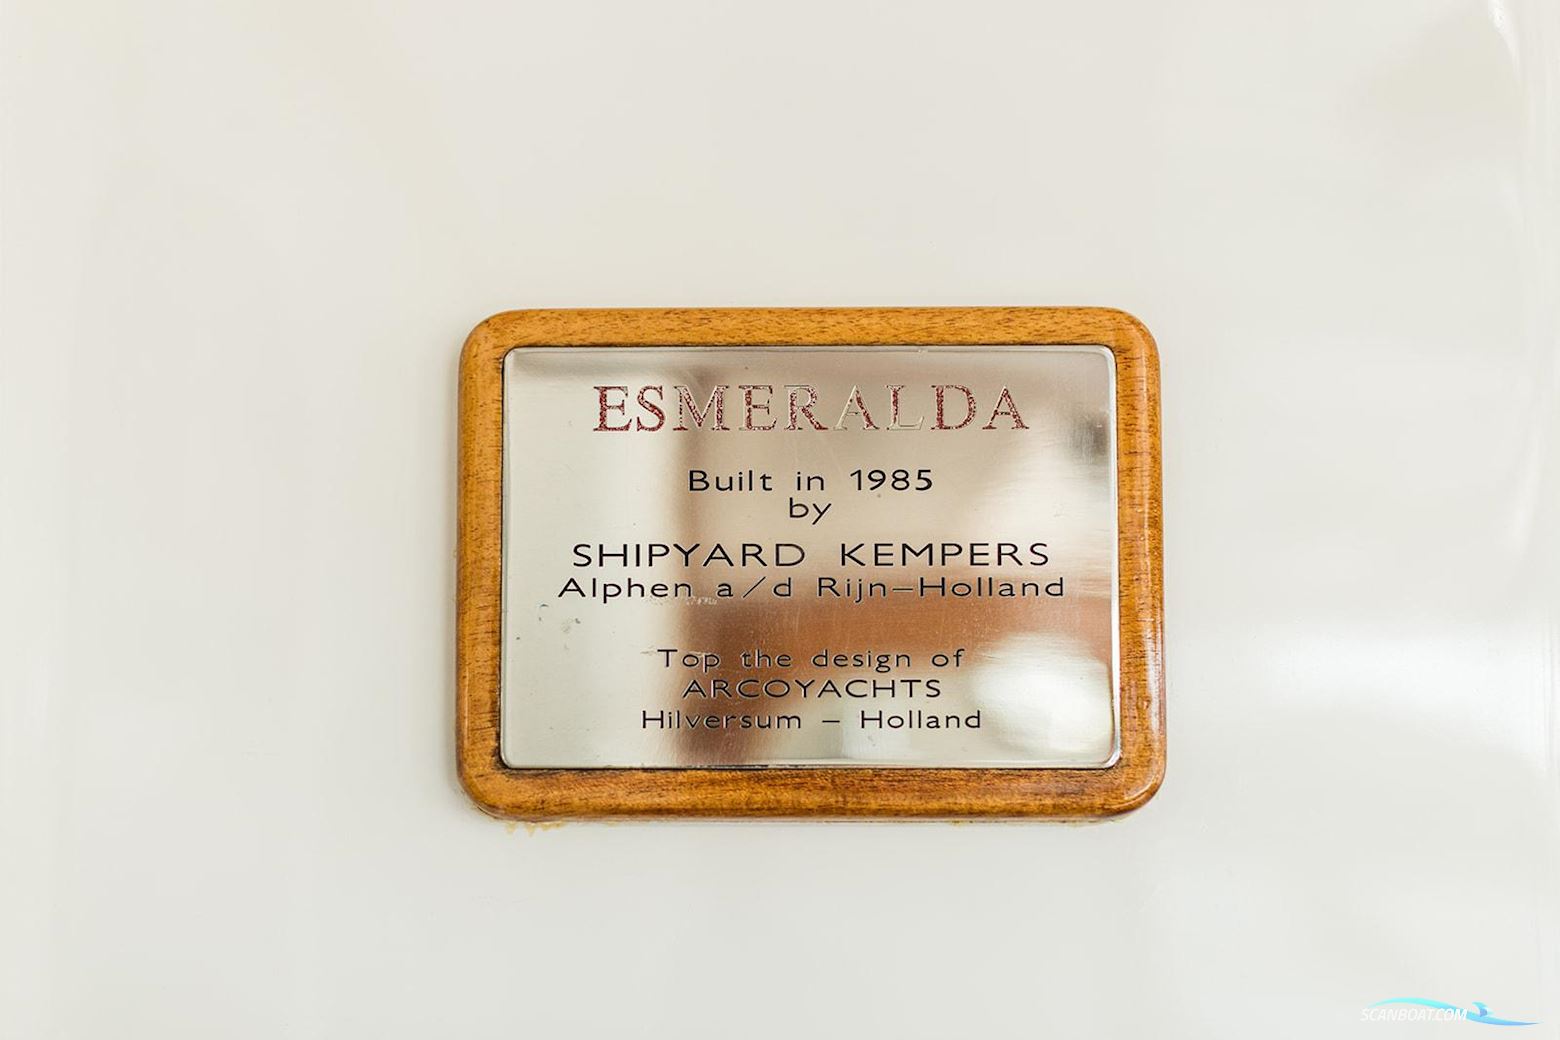 ESMERALDA
Built in 1985
by
SHIPYARD KEMPERS
Alphen a/d Rijn–Holland
Top the design of
ARCOYACHTS
Hilversum – Holland
SCANBOAT.COM